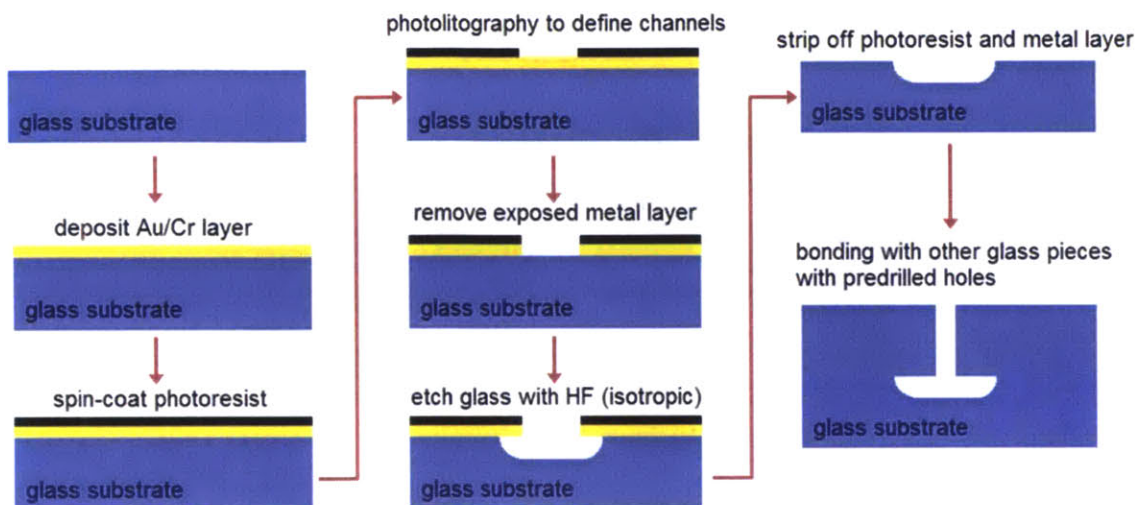 glass substrate
deposit Au/Cr layer
glass substrate
spin-coat photoresist
glass substrate
photolitography to define channels
glass substrate
remove exposed metal layer
glass substrate
etch glass with HF (isotropic)
glass substrate
strip off photoresist and metal layer
glass substrate
bonding with other glass pieces
with predrilled holes
glass substrate